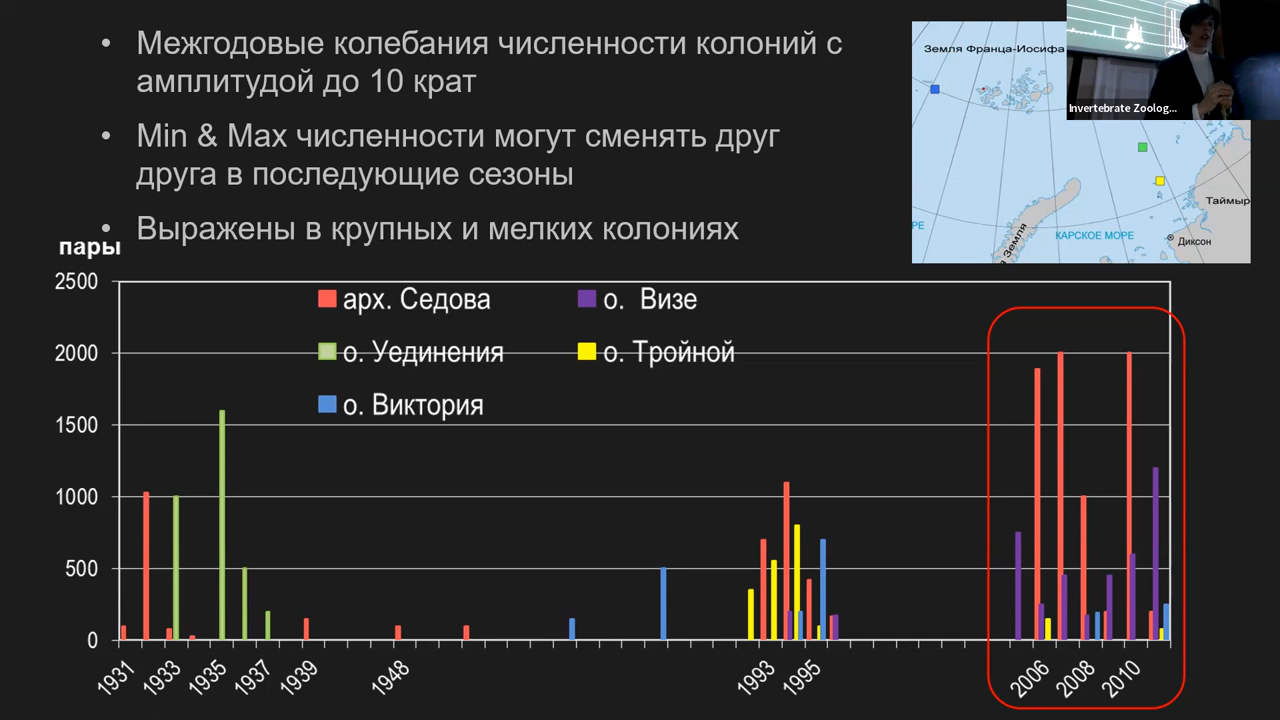 • Межгодовые колебания численности колоний с
амплитудой до 10 крат
• Min & Max численности могут сменять друг
друга в последующие сезоны
• Выражены в крупных и мелких колониях
Земля Франца-Иосифа
Invertebrate Zoolog...
Таймыр
РЕ
КАРСКОЕ МОРЕ
Диксон
я Земля
пары
2500
2000
1500
1000
500
0
арх. Седова
о. Визе
о. Уединения
о. Тройной
о. Виктория
1931
1933
1935
1937
1939
1948
1993
1995
2006
2008
2010